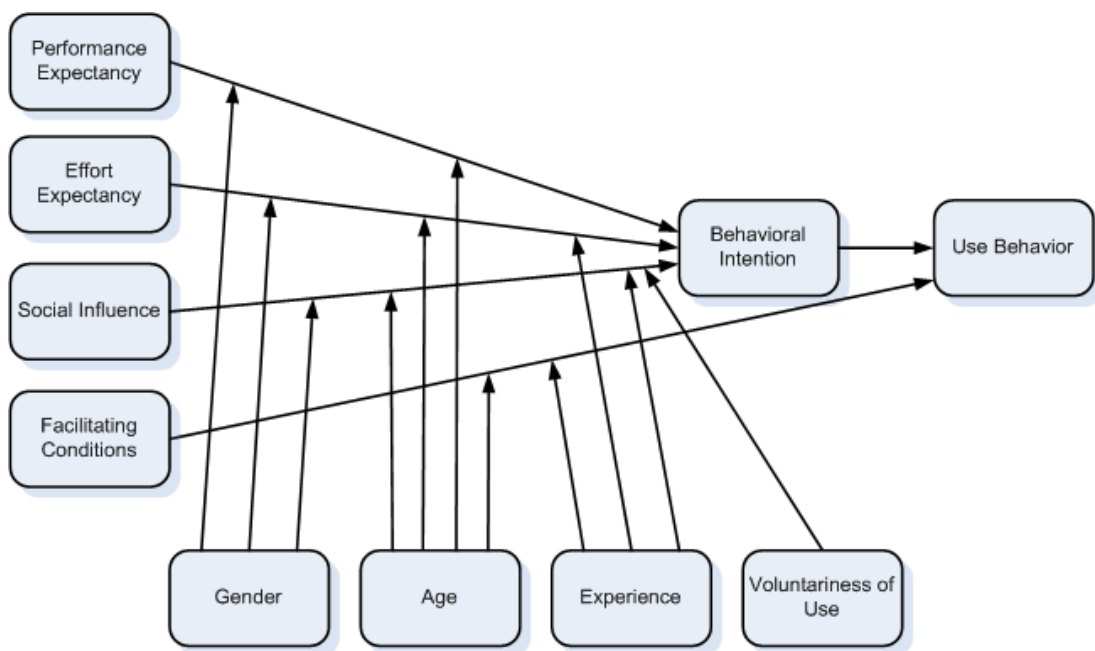 Performance
Expectancy
Effort
Expectancy
Social Influence
Facilitating
Conditions
Behavioral
Intention
Use Behavior
Gender
Age
Experience
Voluntariness of
Use